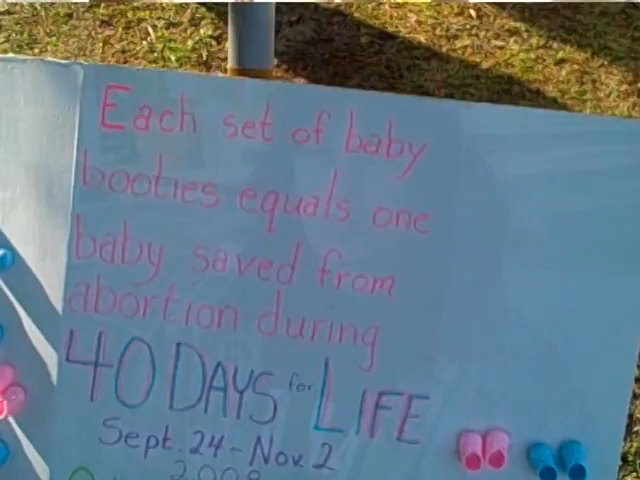 Each set of baby
booties equals one
baby saved from
abortion during
40 DAYS for LIFE
Sept. 24 - Nov. 2